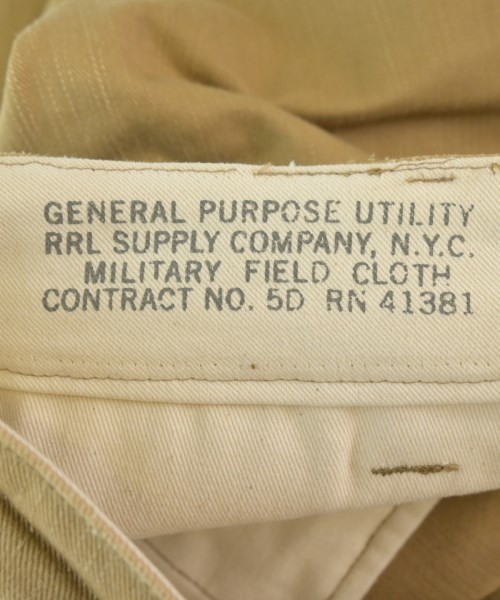 GENERAL PURPOSE UTILITY
RRL SUPPLY COMPANY, N.Y.C.
MILITARY FIELD CLOTH
CONTRACT NO. 5D RN 41381